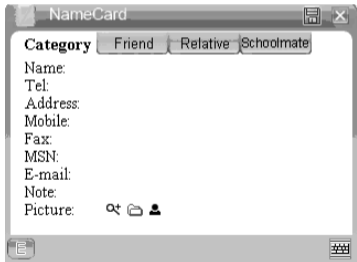 NameCard
Category Friend Relative Schoolmate
Name:
Tel:
Address:
Mobile:
Fax:
MSN:
E-mail:
Note:
Picture: